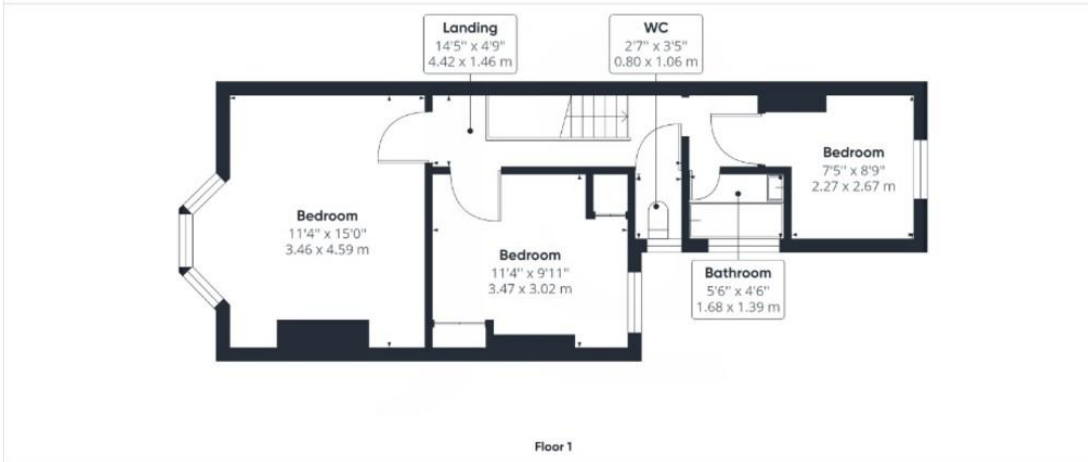 Landing
14'5" x 4'9"
4.42 x 1.46 m
WC
2'7" x 3'5"
0.80 x 1.06 m
Bedroom
7'5" x 8'9"
2.27 x 2.67 m
Bedroom
11'4" x 15'0"
3.46 x 4.59 m
Bedroom
11'4" x 9'11"
3.47 x 3.02 m
Bathroom
5'6" x 4'6"
1.68 x 1.39 m
Floor 1